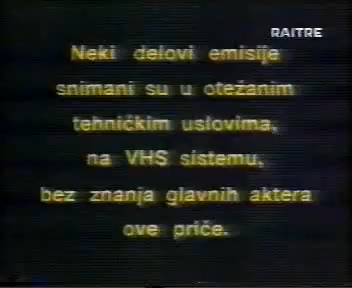 RAITRE
Neki delovi emisije
snimani su u otežanim
tehničkim uslovima,
na VHS sistemu,
bez znanja glavnih aktera
ove priče.